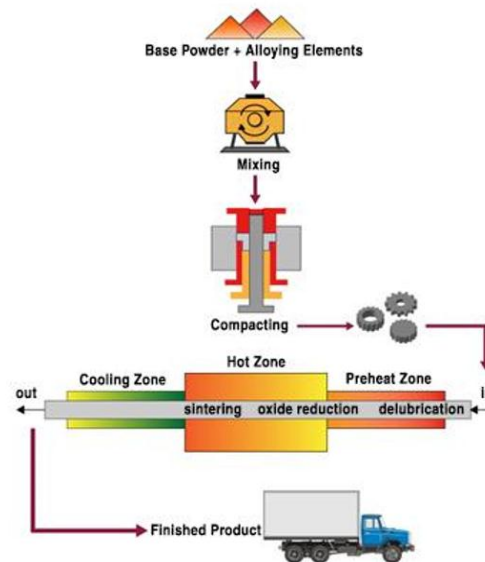 Base Powder + Alloying Elements
Mixing
Compacting
Hot Zone
Cooling Zone
Preheat Zone
out
sintering
oxide reduction
delubrication
Finished Product